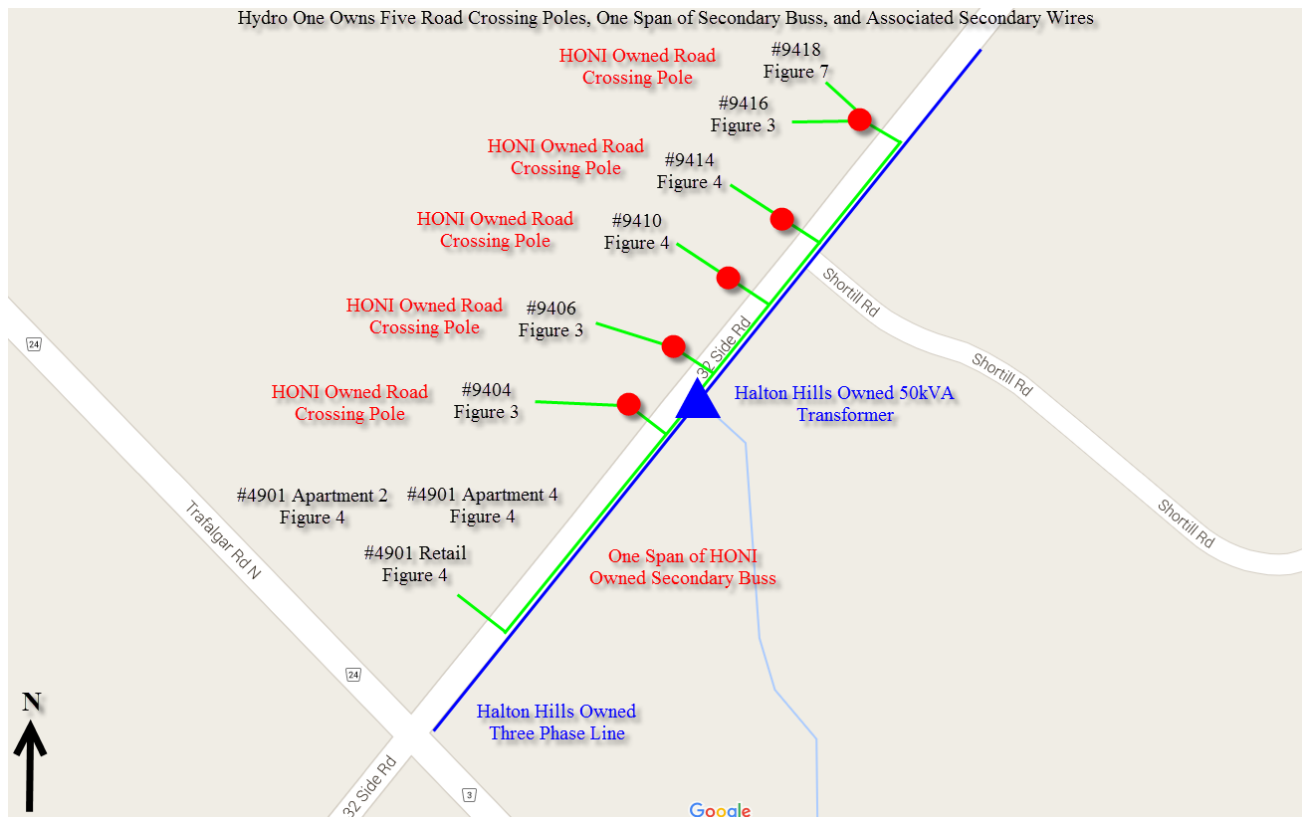 Hydro One Owns Five Road Crossing Poles, One Span of Secondary Buss, and Associated Secondary Wires
HONI Owned Road
Crossing Pole
#9418
Figure 7
#9416
Figure 3
HONI Owned Road
Crossing Pole
#9414
Figure 4
HONI Owned Road
Crossing Pole
#9410
Figure 4
Shortill Rd
HONI Owned Road
Crossing Pole
#9406
Figure 3
32 Side Rd
24
Shortill Rd
HONI Owned Road
Crossing Pole
#9404
Figure 3
Halton Hills Owned 50kVA
Transformer
#4901 Apartment 2
Figure 4
#4901 Apartment 4
Figure 4
Trafalgar Rd N
Shortill Rd
#4901 Retail
Figure 4
One Span of HONI
Owned Secondary Buss
24
N
Halton Hills Owned
Three Phase Line
32 Side Rd
3
Google